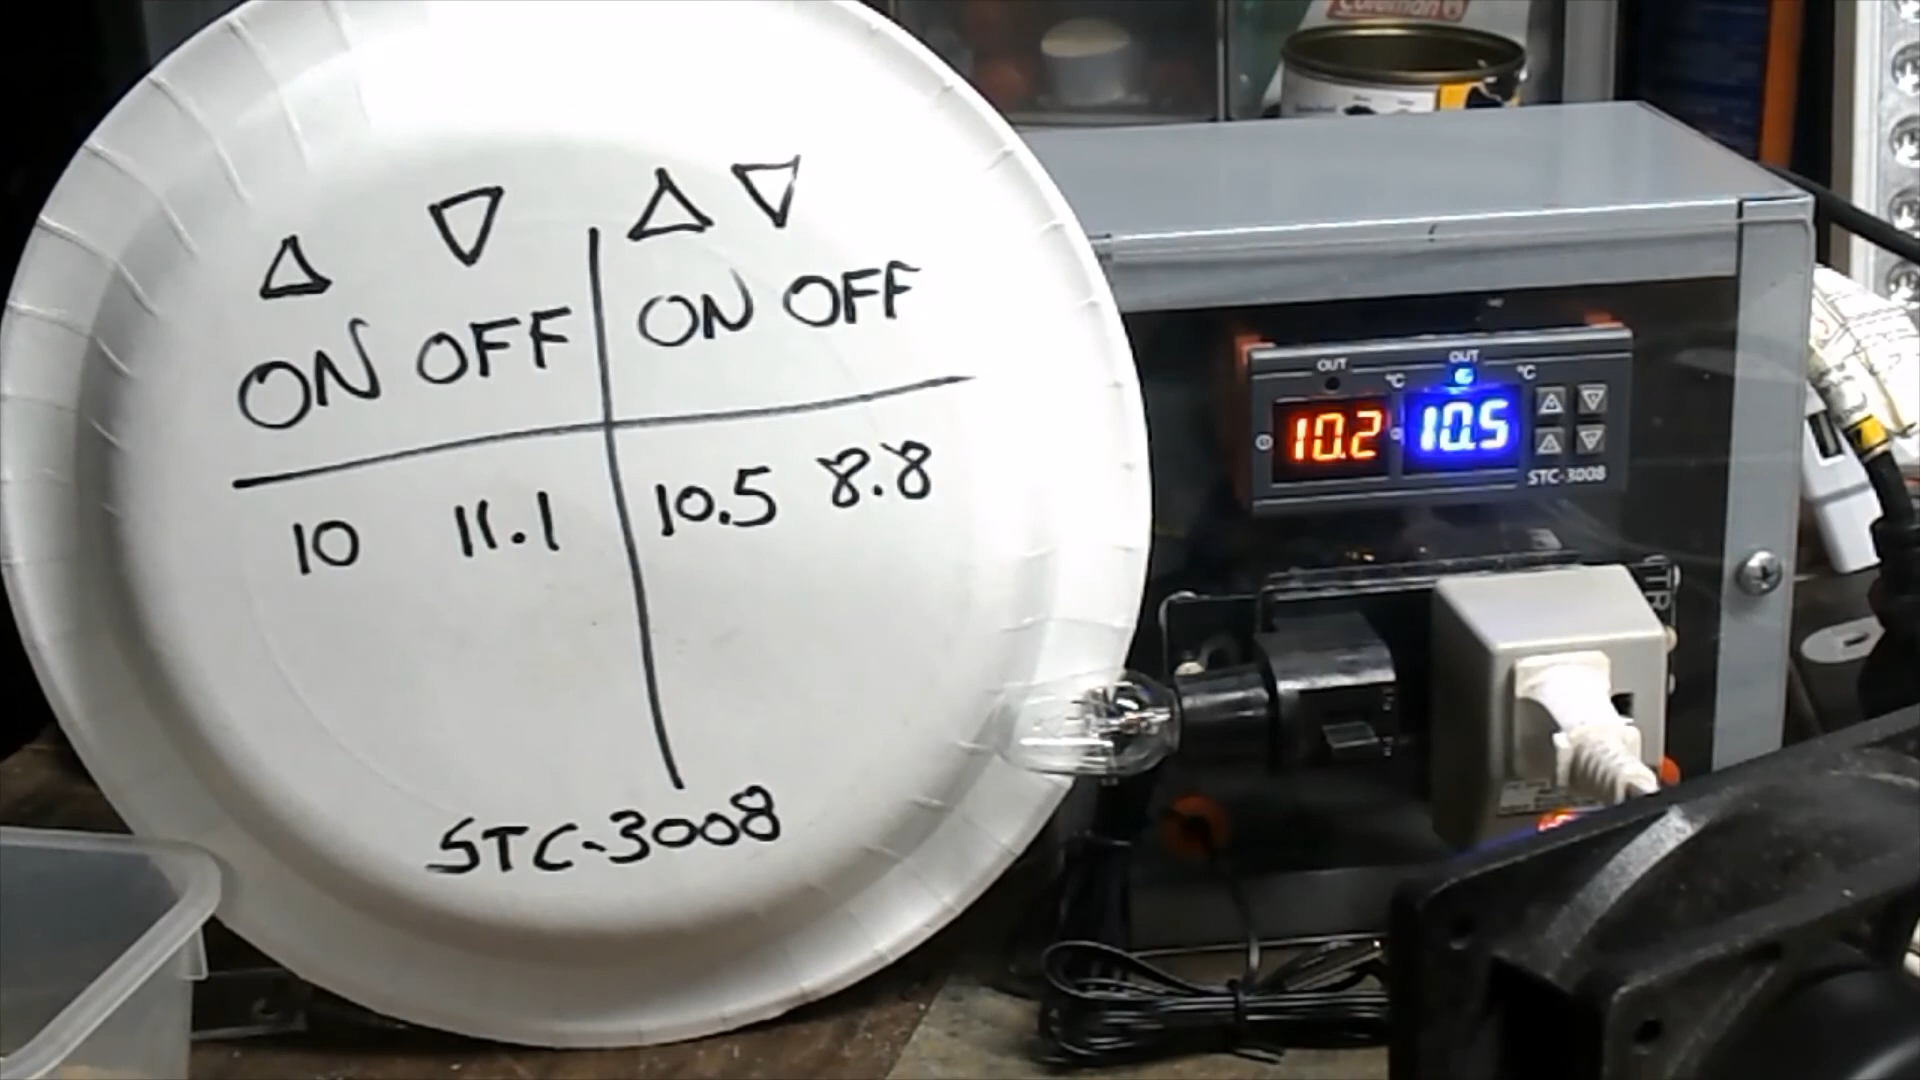 Coleman
△ ▽ △ ▽
ON OFF ON OFF
10 11.1 10.5 8.8
STC-3008
OUT OUT
°C °C
10.2 10.5
STC-3008